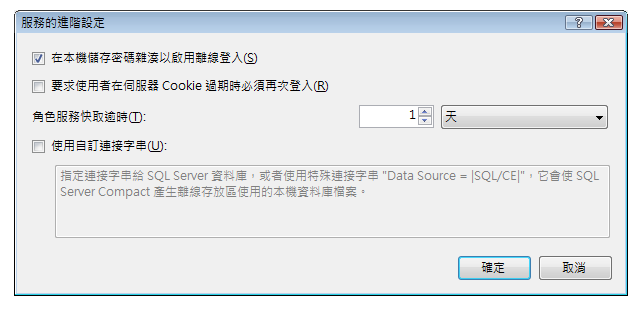 服務的進階設定
在本機儲存密碼雜湊以啟用離線登入(S)
要求使用者在伺服器 Cookie 過期時必須再次登入(R)
角色服務快取逾時(T): 1 天
使用自訂連接字串(U):
指定連接字串給 SQL Server 資料庫，或者使用特殊連接字串 "Data Source = |SQL/CE|"，它會使 SQL
Server Compact 產生離線存放區使用的本機資料庫檔案。
確定 取消